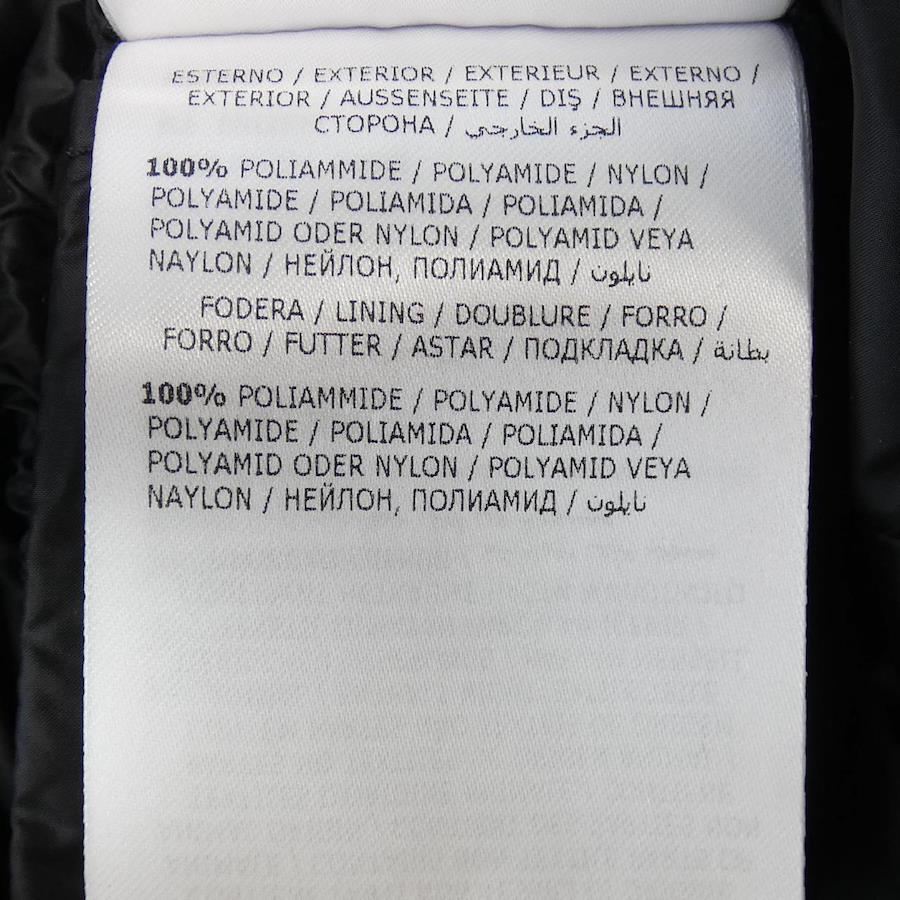 ESTERNO / EXTERIOR / EXTERIEUR / EXTERNO /
EXTERIOR / AUSSENSEITE / DIŞ / ВНЕШНЯЯ
СТОРОНА / الجزء الخارجي
100% POLIAMMIDE / POLYAMIDE / NYLON /
POLYAMIDE / POLIAMIDA / POLIAMIDA /
POLYAMID ODER NYLON / POLYAMID VEYA
NAYLON / НЕЙЛОН, ПОЛИАМИД / نايلون
FODERA / LINING / DOUBLURE / FORRO /
FORRO / FUTTER / ASTAR / ПОДКЛАДКА / بطانة
100% POLIAMMIDE / POLYAMIDE / NYLON /
POLYAMIDE / POLIAMIDA / POLIAMIDA /
POLYAMID ODER NYLON / POLYAMID VEYA
NAYLON / НЕЙЛОН, ПОЛИАМИД / نايلون